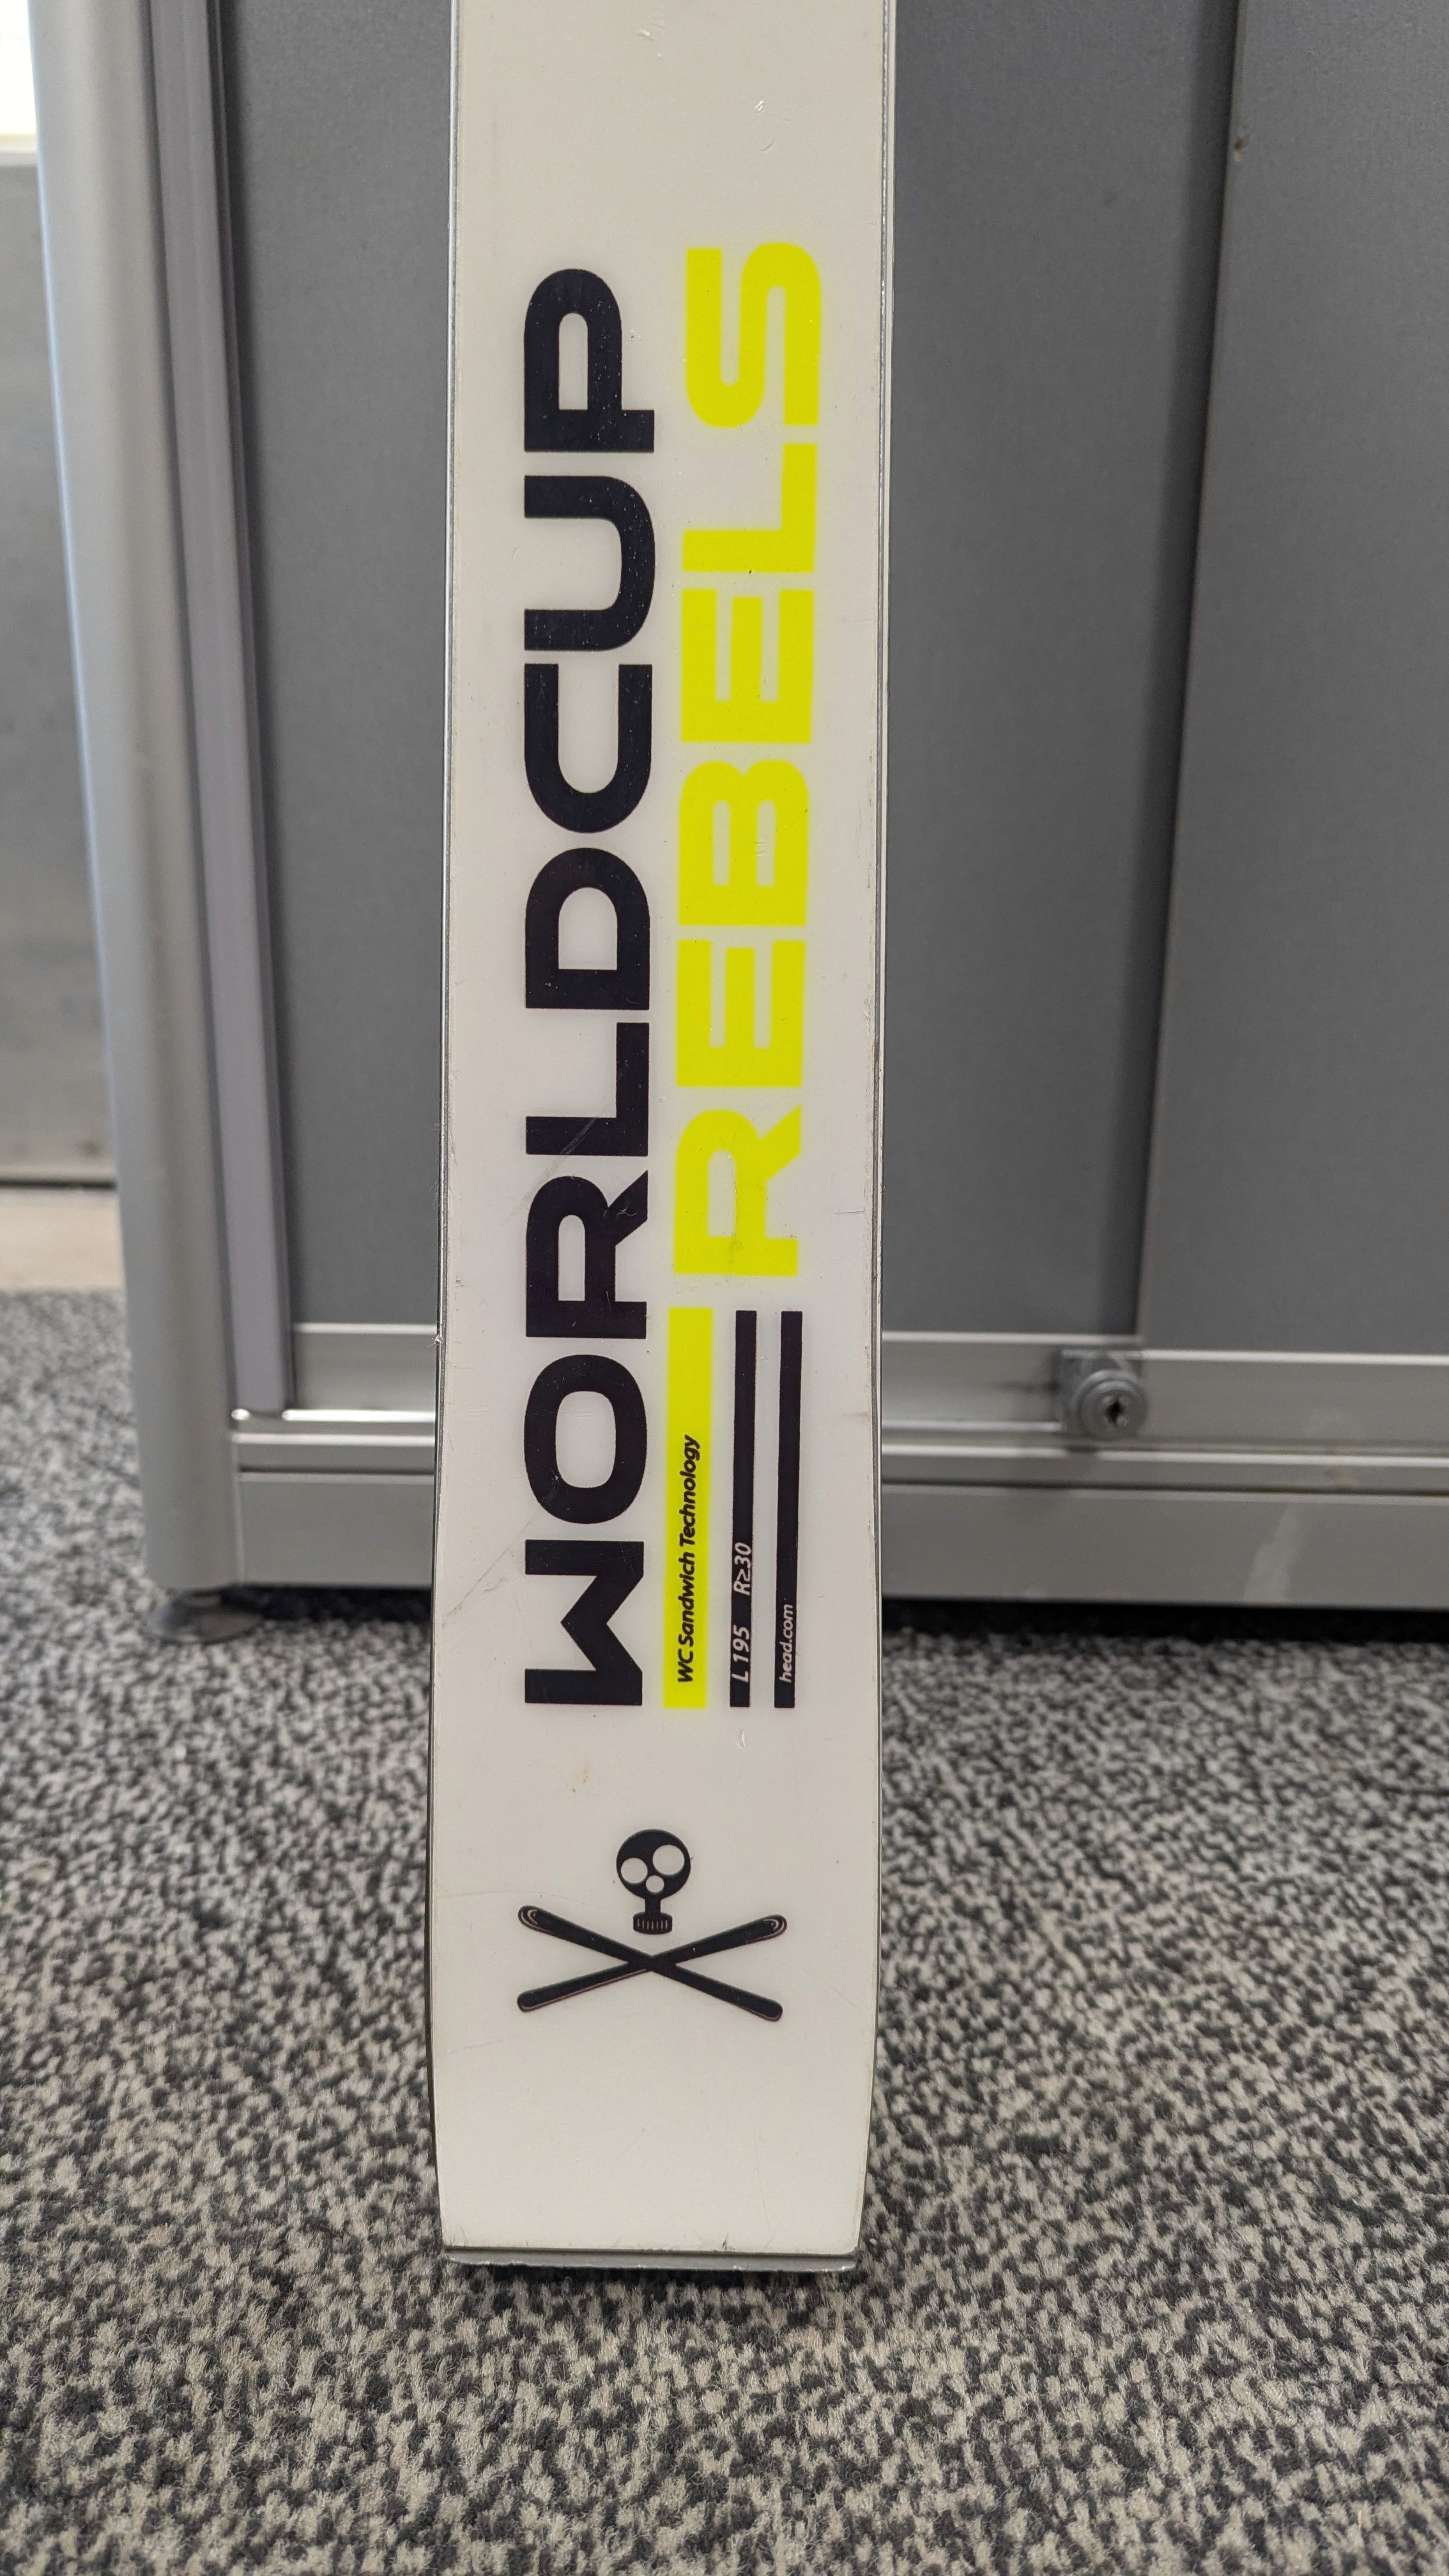 WORLDCUP
REBELS
WC Sandwich Technology
L 195 R≥30
head.com